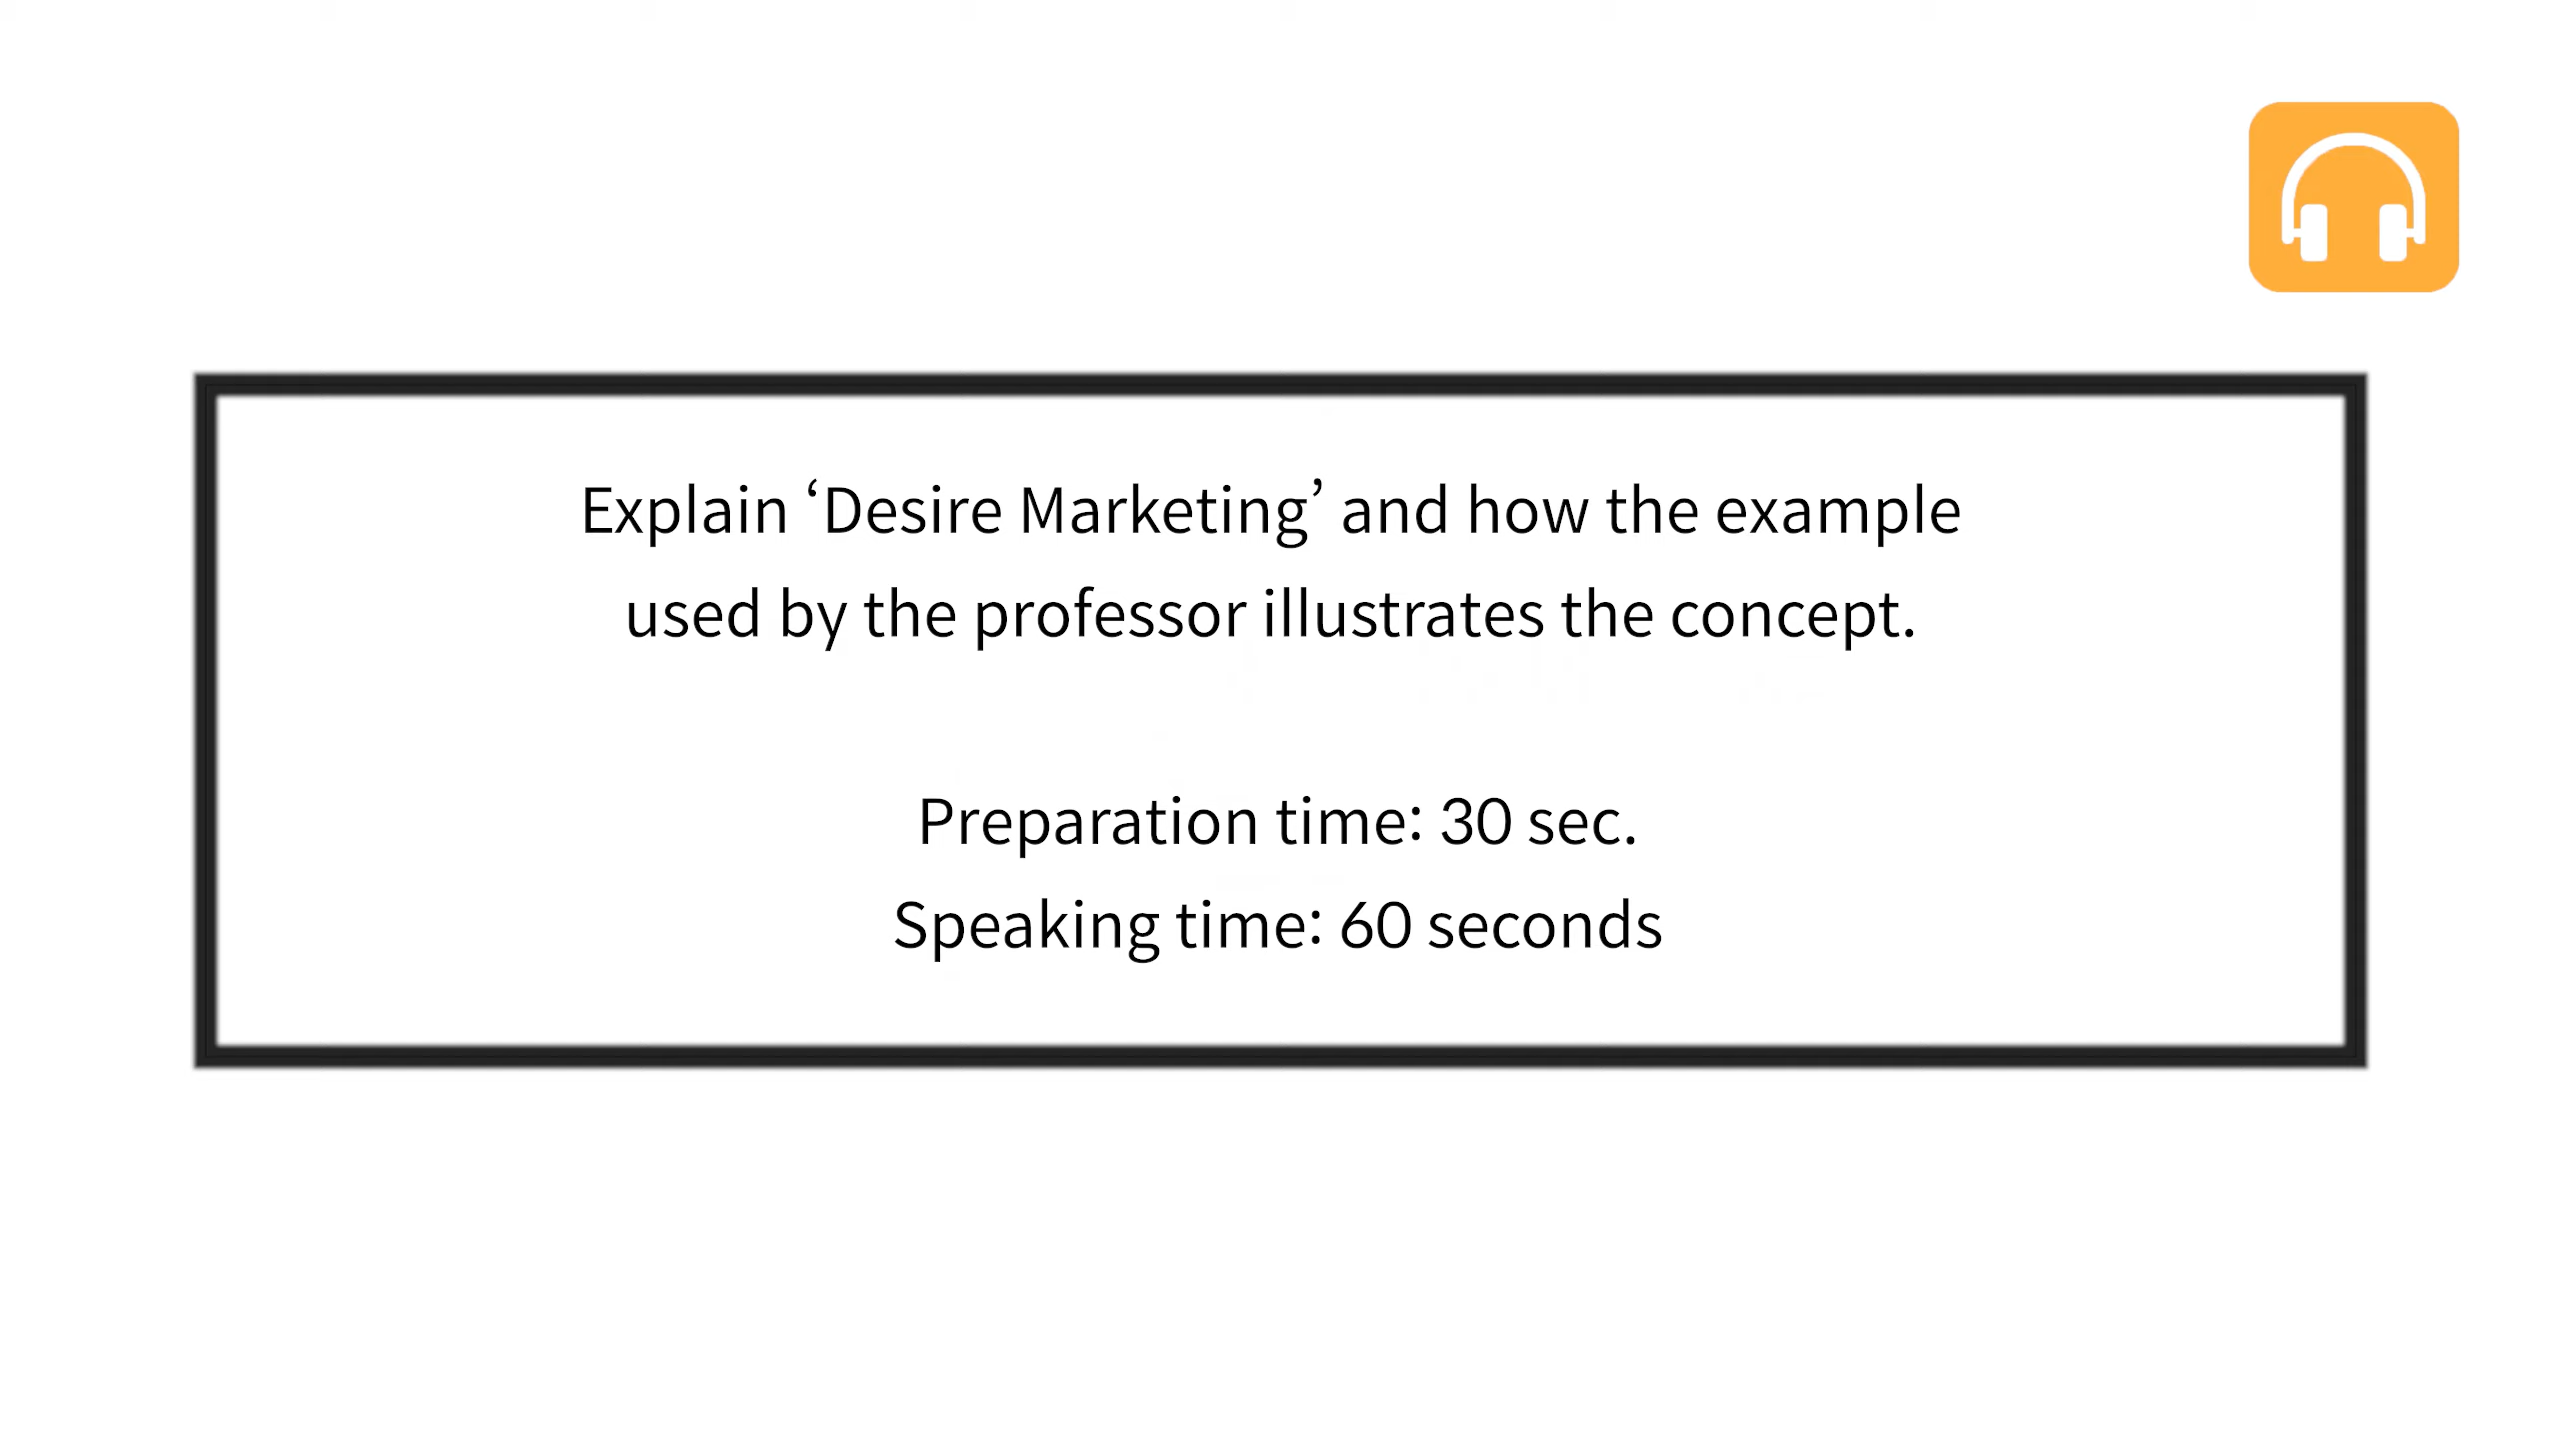 Explain ‘Desire Marketing’ and how the example
used by the professor illustrates the concept.
Preparation time: 30 sec.
Speaking time: 60 seconds